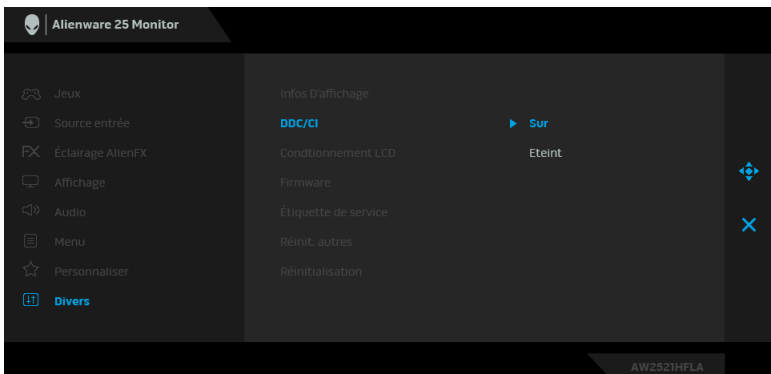 Alienware 25 Monitor
Jeux
Source entrée
Éclairage AlienFX
Affichage
Audio
Menu
Personnaliser
Divers
Infos D'affichage
DDC/CI
Condtionnement LCD
Firmware
Étiquette de service
Réinit. autres
Réinitialisation
Sur
Eteint
AW2521HFLA